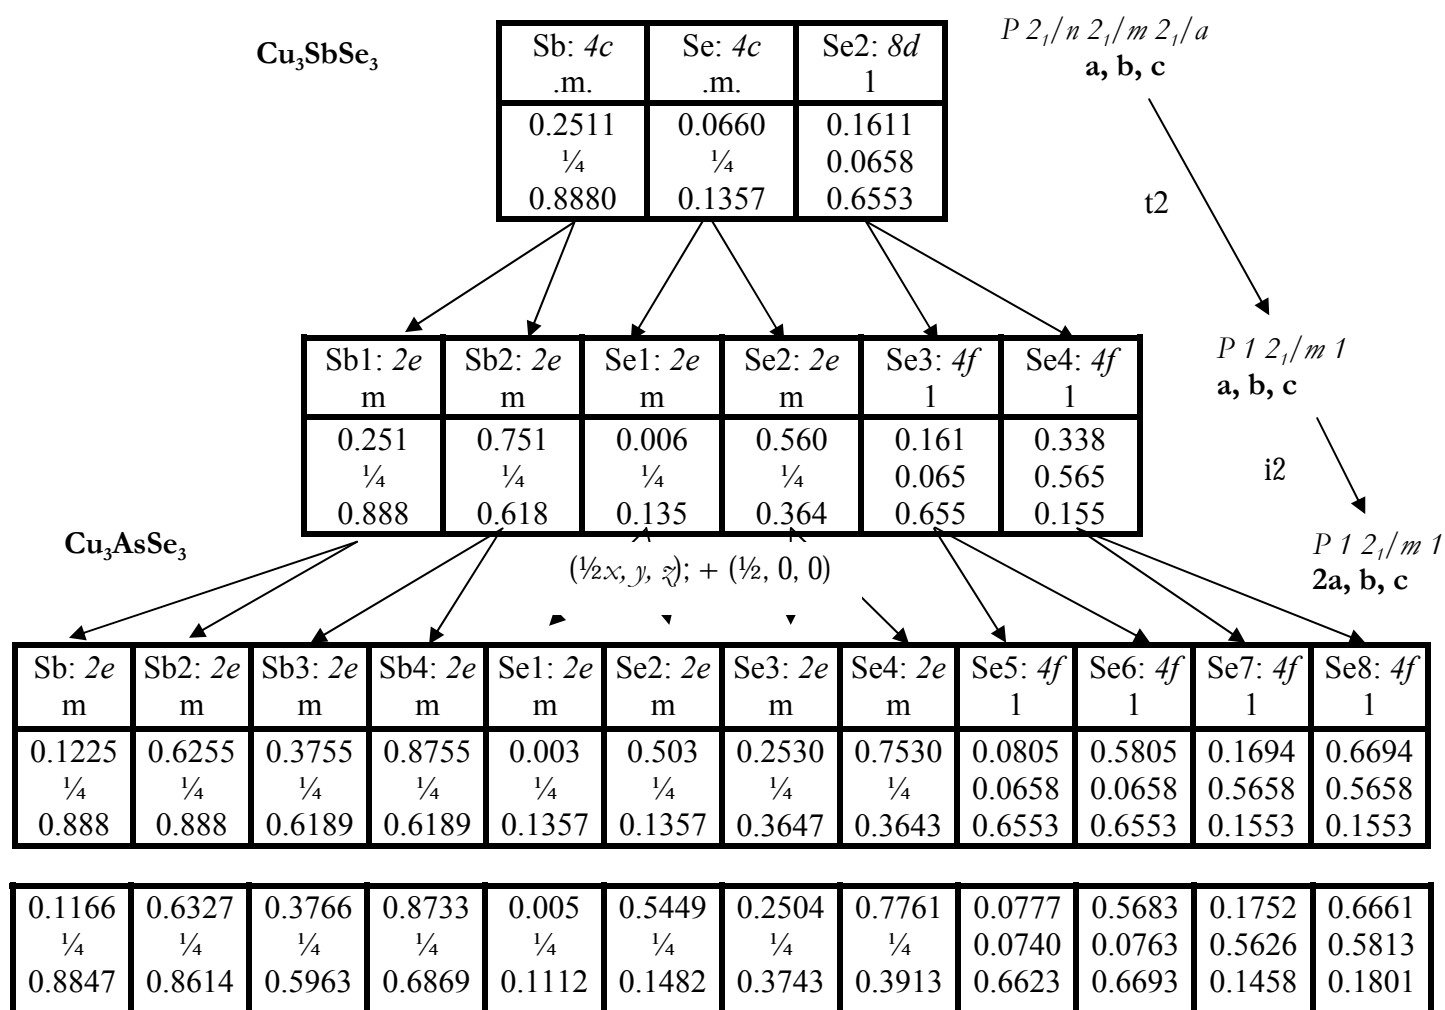 Cu₃SbSe₃
Sb: 4c Se: 4c Se2: 8d
.m. .m. 1
0.2511 0.0660 0.1611
¼ ¼ 0.0658
0.8880 0.1357 0.6553
P 2₁/n 2₁/m 2₁/a
a, b, c
t2
Sb1: 2e Sb2: 2e Se1: 2e Se2: 2e Se3: 4f Se4: 4f
m m m m 1 1
0.251 0.751 0.006 0.560 0.161 0.338
¼ ¼ ¼ ¼ 0.065 0.565
0.888 0.618 0.135 0.364 0.655 0.155
P 1 2₁/m 1
a, b, c
i2
Cu₃AsSe₃
(½x, y, z); + (½, 0, 0)
P 1 2₁/m 1
2a, b, c
Sb: 2e Sb2: 2e Sb3: 2e Sb4: 2e Se1: 2e Se2: 2e Se3: 2e Se4: 2e Se5: 4f Se6: 4f Se7: 4f Se8: 4f
m m m m m m m m 1 1 1 1
0.1225 0.6255 0.3755 0.8755 0.003 0.503 0.2530 0.7530 0.0805 0.5805 0.1694 0.6694
¼ ¼ ¼ ¼ ¼ ¼ ¼ ¼ 0.0658 0.0658 0.5658 0.5658
0.888 0.888 0.6189 0.6189 0.1357 0.1357 0.3647 0.3643 0.6553 0.6553 0.1553 0.1553
0.1166 0.6327 0.3766 0.8733 0.005 0.5449 0.2504 0.7761 0.0777 0.5683 0.1752 0.6661
¼ ¼ ¼ ¼ ¼ ¼ ¼ ¼ 0.0740 0.0763 0.5626 0.5813
0.8847 0.8614 0.5963 0.6869 0.1112 0.1482 0.3743 0.3913 0.6623 0.6693 0.1458 0.1801